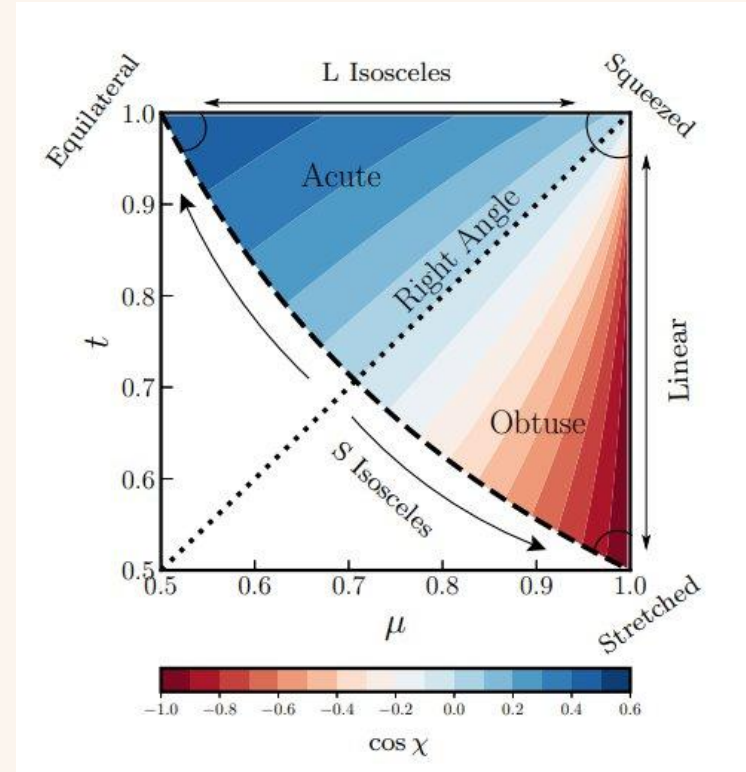 L Isosceles
Equilateral
Squeezed
1.0
Acute
0.9
Right Angle
0.8
t
0.7
Linear
Obtuse
0.6
S Isosceles
0.5
0.5 0.6 0.7 0.8 0.9 1.0
μ
Stretched
−1.0 −0.8 −0.6 −0.4 −0.2 0.0 0.2 0.4 0.6
cos χ